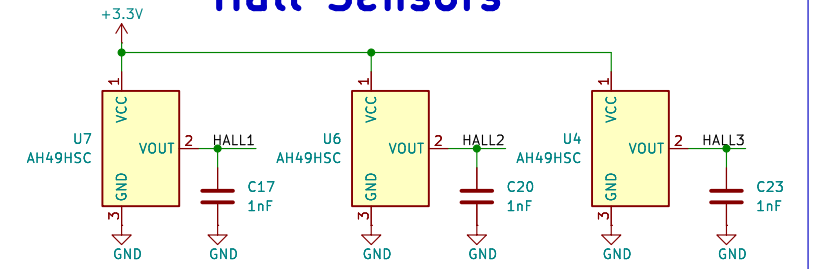 Hall Sensors
+3.3V
1 1 1
VCC VCC VCC
U7 VOUT 2 HALL1 U6 VOUT 2 HALL2 U4 VOUT 2 HALL3
AH49HSC AH49HSC AH49HSC
GND C17 GND C20 GND C23
1nF 1nF 1nF
3 3 3
GND GND GND GND GND GND